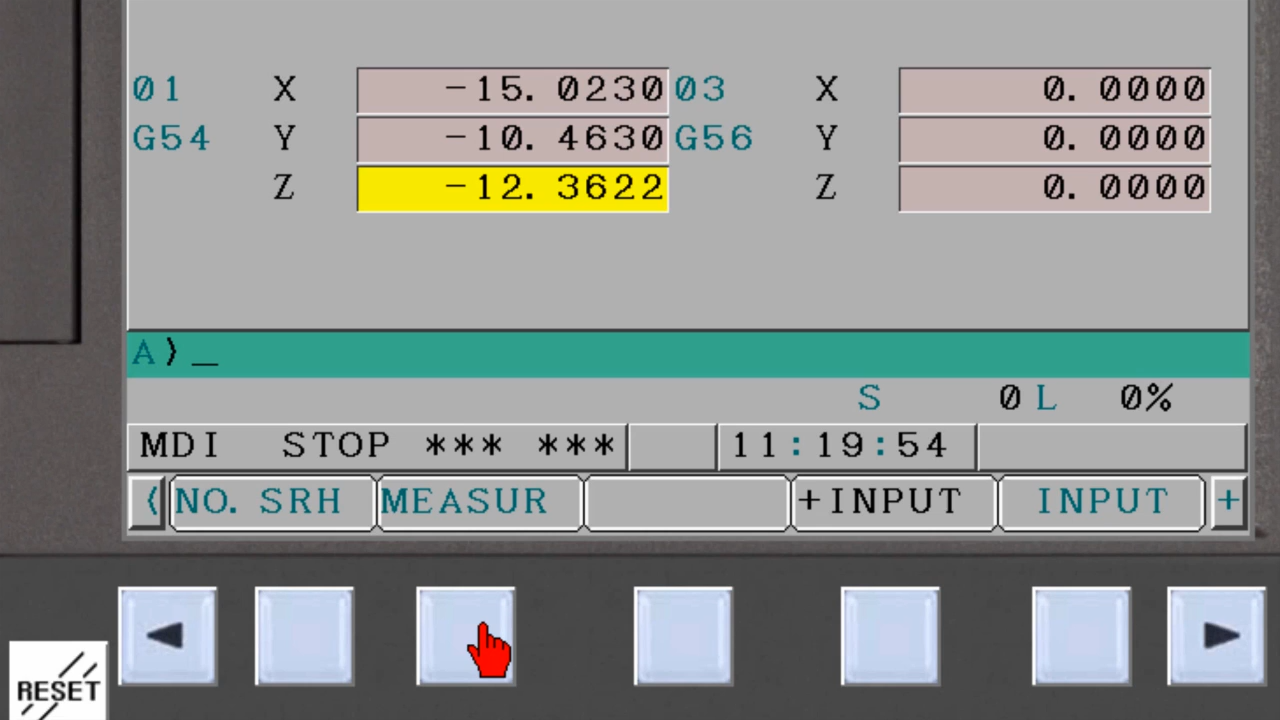 01 X -15.0230 03 X 0.0000
G54 Y -10.4630 G56 Y 0.0000
Z -12.3622 Z 0.0000
A)_
S 0 L 0%
MDI STOP *** *** 11:19:54
( NO. SRH MEASUR +INPUT INPUT +
RESET